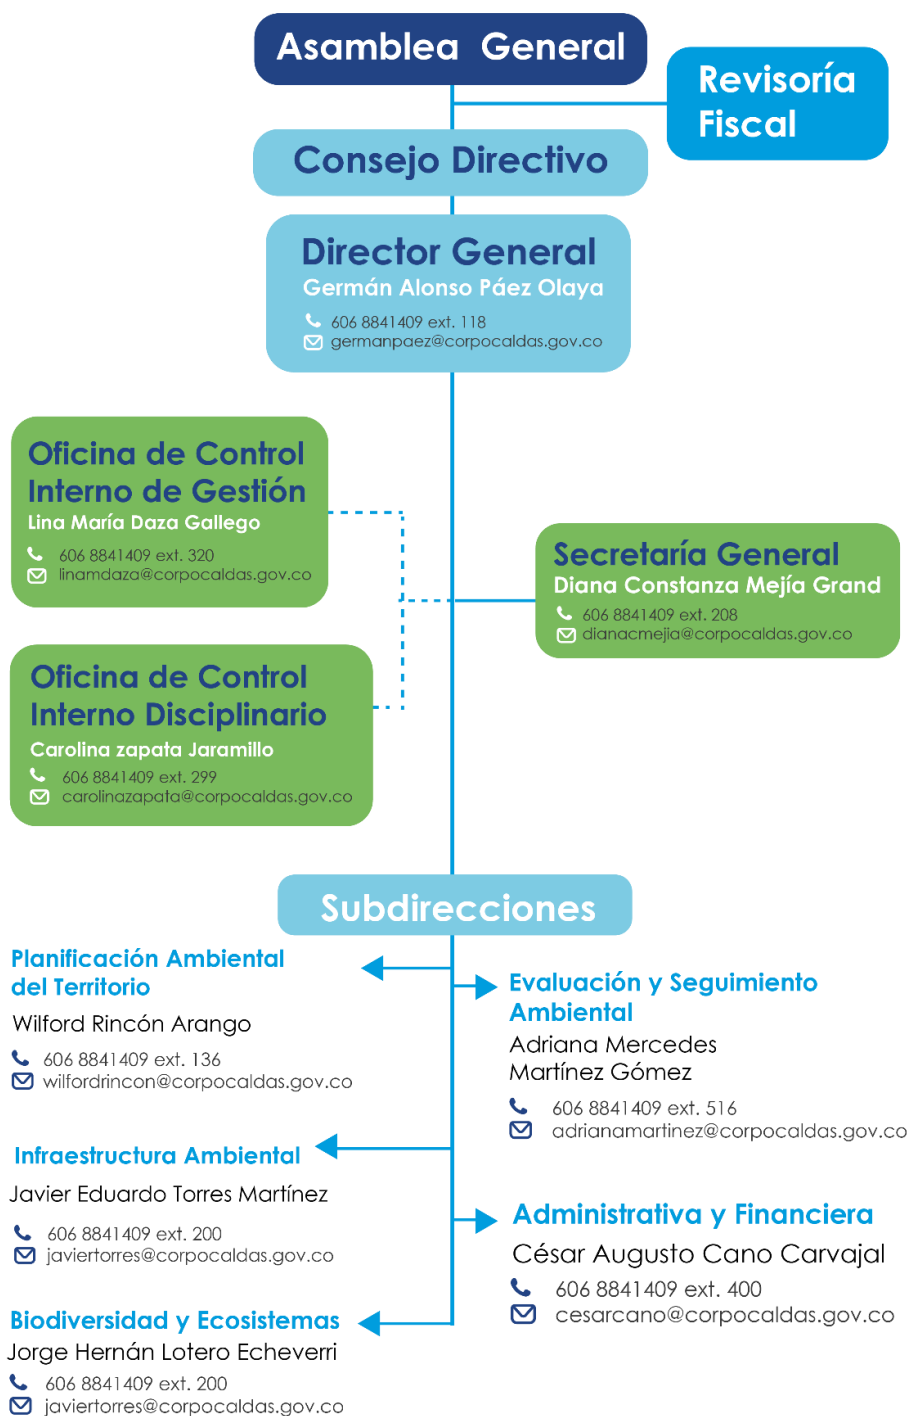 Asamblea General
Revisoría
Fiscal
Consejo Directivo
Director General
Germán Alonso Páez Olaya
606 8841409 ext. 118
germanpaez@corpocaldas.gov.co
Oficina de Control
Interno de Gestión
Lina María Daza Gallego
606 8841409 ext. 320
linamdaza@corpocaldas.gov.co
Secretaría General
Diana Constanza Mejía Grand
606 8841409 ext. 208
dianacmejia@corpocaldas.gov.co
Oficina de Control
Interno Disciplinario
Carolina zapata Jaramillo
606 8841409 ext. 299
carolinazapata@corpocaldas.gov.co
Subdirecciones
Planificación Ambiental
del Territorio
Wilford Rincón Arango
606 8841409 ext. 136
wilfordrincon@corpocaldas.gov.co
Evaluación y Seguimiento
Ambiental
Adriana Mercedes
Martínez Gómez
606 8841409 ext. 516
adrianamartinez@corpocaldas.gov.co
Infraestructura Ambiental
Javier Eduardo Torres Martínez
606 8841409 ext. 200
javiertorres@corpocaldas.gov.co
Administrativa y Financiera
César Augusto Cano Carvajal
606 8841409 ext. 400
cesarcano@corpocaldas.gov.co
Biodiversidad y Ecosistemas
Jorge Hernán Lotero Echeverri
606 8841409 ext. 200
javiertorres@corpocaldas.gov.co